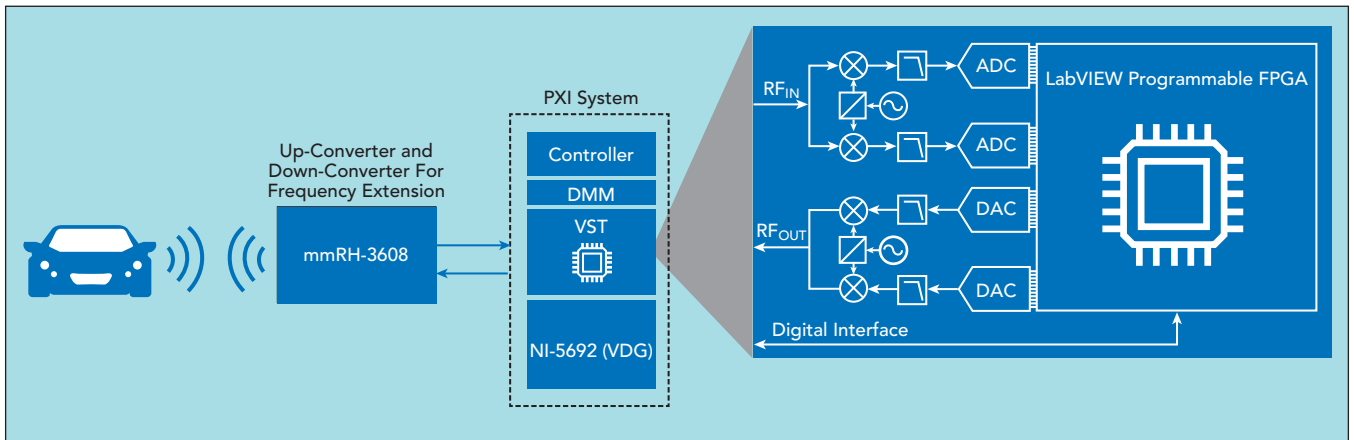 Up-Converter and
Down-Converter For
Frequency Extension
mmRH-3608
PXI System
Controller
DMM
VST
NI-5692 (VDG)
RFIN
ADC
ADC
LabVIEW Programmable FPGA
RFOUT
DAC
DAC
Digital Interface